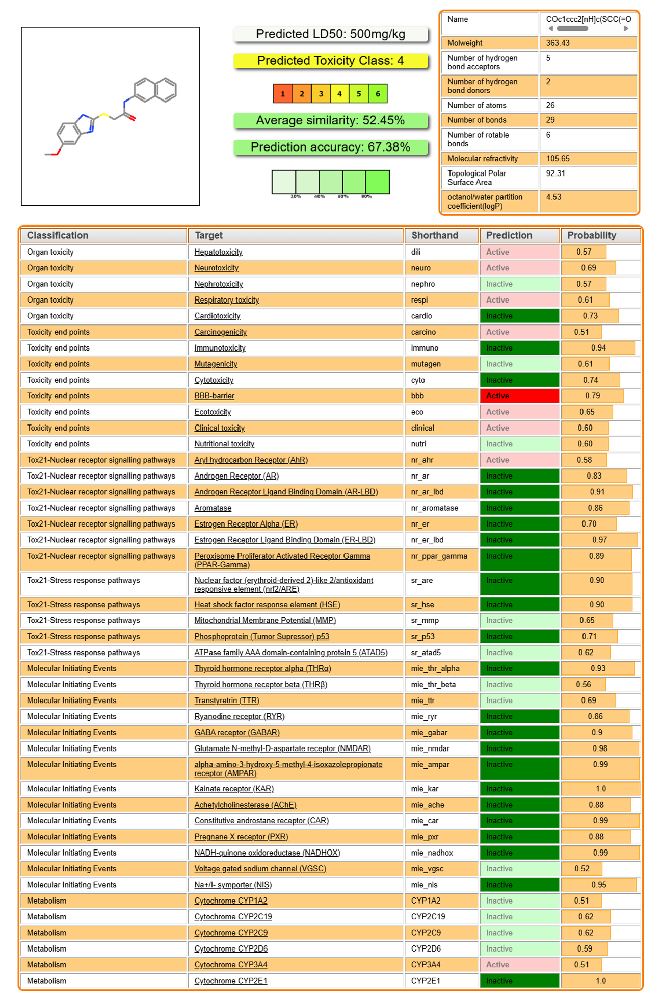 Predicted LD50: 500mg/kg
Predicted Toxicity Class: 4
1 2 3 4 5 6
Average similarity: 52.45%
Prediction accuracy: 67.38%
20% 40% 60% 80%
Name COc1ccc2[nH]c(SCC(=O
Molweight 363.43
Number of hydrogen 5
bond acceptors
Number of hydrogen 2
bond donors
Number of atoms 26
Number of bonds 29
Number of rotable 6
bonds
Molecular refractivity 105.65
Topological Polar 92.31
Surface Area
octanol/water partition 4.53
coefficient(logP)
Classification Target Shorthand Prediction Probability
Organ toxicity Hepatotoxicity dili Active 0.57
Organ toxicity Neurotoxicity neuro Active 0.69
Organ toxicity Nephrotoxicity nephro Inactive 0.57
Organ toxicity Respiratory toxicity respi Active 0.61
Organ toxicity Cardiotoxicity cardio Inactive 0.73
Toxicity end points Carcinogenicity carcino Active 0.51
Toxicity end points Immunotoxicity immuno Inactive 0.94
Toxicity end points Mutagenicity mutagen Inactive 0.61
Toxicity end points Cytotoxicity cyto Inactive 0.74
Toxicity end points BBB-barrier bbb Active 0.79
Toxicity end points Ecotoxicity eco Active 0.65
Toxicity end points Clinical toxicity clinical Active 0.60
Toxicity end points Nutritional toxicity nutri Inactive 0.60
Tox21-Nuclear receptor signalling pathways Aryl hydrocarbon Receptor (AhR) nr_ahr Active 0.58
Tox21-Nuclear receptor signalling pathways Androgen Receptor (AR) nr_ar Inactive 0.83
Tox21-Nuclear receptor signalling pathways Androgen Receptor Ligand Binding Domain (AR-LBD) nr_ar_lbd Inactive 0.91
Tox21-Nuclear receptor signalling pathways Aromatase nr_aromatase Inactive 0.86
Tox21-Nuclear receptor signalling pathways Estrogen Receptor Alpha (ER) nr_er Inactive 0.70
Tox21-Nuclear receptor signalling pathways Estrogen Receptor Ligand Binding Domain (ER-LBD) nr_er_lbd Inactive 0.97
Tox21-Nuclear receptor signalling pathways Peroxisome Proliferator Activated Receptor Gamma nr_ppar_gamma Inactive 0.89
(PPAR-Gamma)
Tox21-Stress response pathways Nuclear factor (erythroid-derived 2)-like 2/antioxidant sr_are Inactive 0.90
responsive element (nrf2/ARE)
Tox21-Stress response pathways Heat shock factor response element (HSE) sr_hse Inactive 0.90
Tox21-Stress response pathways Mitochondrial Membrane Potential (MMP) sr_mmp Inactive 0.65
Tox21-Stress response pathways Phosphoprotein (Tumor Supressor) p53 sr_p53 Inactive 0.71
Tox21-Stress response pathways ATPase family AAA domain-containing protein 5 (ATAD5) sr_atad5 Inactive 0.62
Molecular Initiating Events Thyroid hormone receptor alpha (THRα) mie_thr_alpha Inactive 0.93
Molecular Initiating Events Thyroid hormone receptor beta (THRβ) mie_thr_beta Inactive 0.56
Molecular Initiating Events Transtyretrin (TTR) mie_ttr Inactive 0.69
Molecular Initiating Events Ryanodine receptor (RYR) mie_ryr Inactive 0.86
Molecular Initiating Events GABA receptor (GABAR) mie_gabar Inactive 0.9
Molecular Initiating Events Glutamate N-methyl-D-aspartate receptor (NMDAR) mie_nmdar Inactive 0.98
Molecular Initiating Events alpha-amino-3-hydroxy-5-methyl-4-isoxazolepropionate mie_ampar Inactive 0.99
receptor (AMPAR)
Molecular Initiating Events Kainate receptor (KAR) mie_kar Inactive 1.0
Molecular Initiating Events Achetylcholinesterase (AChE) mie_ache Inactive 0.88
Molecular Initiating Events Constitutive androstane receptor (CAR) mie_car Inactive 0.99
Molecular Initiating Events Pregnane X receptor (PXR) mie_pxr Inactive 0.88
Molecular Initiating Events NADH-quinone oxidoreductase (NADHOX) mie_nadhox Inactive 0.99
Molecular Initiating Events Voltage gated sodium channel (VGSC) mie_vgsc Inactive 0.52
Molecular Initiating Events Na+/I- symporter (NIS) mie_nis Inactive 0.95
Metabolism Cytochrome CYP1A2 CYP1A2 Inactive 0.51
Metabolism Cytochrome CYP2C19 CYP2C19 Inactive 0.62
Metabolism Cytochrome CYP2C9 CYP2C9 Inactive 0.62
Metabolism Cytochrome CYP2D6 CYP2D6 Inactive 0.59
Metabolism Cytochrome CYP3A4 CYP3A4 Active 0.51
Metabolism Cytochrome CYP2E1 CYP2E1 Inactive 1.0